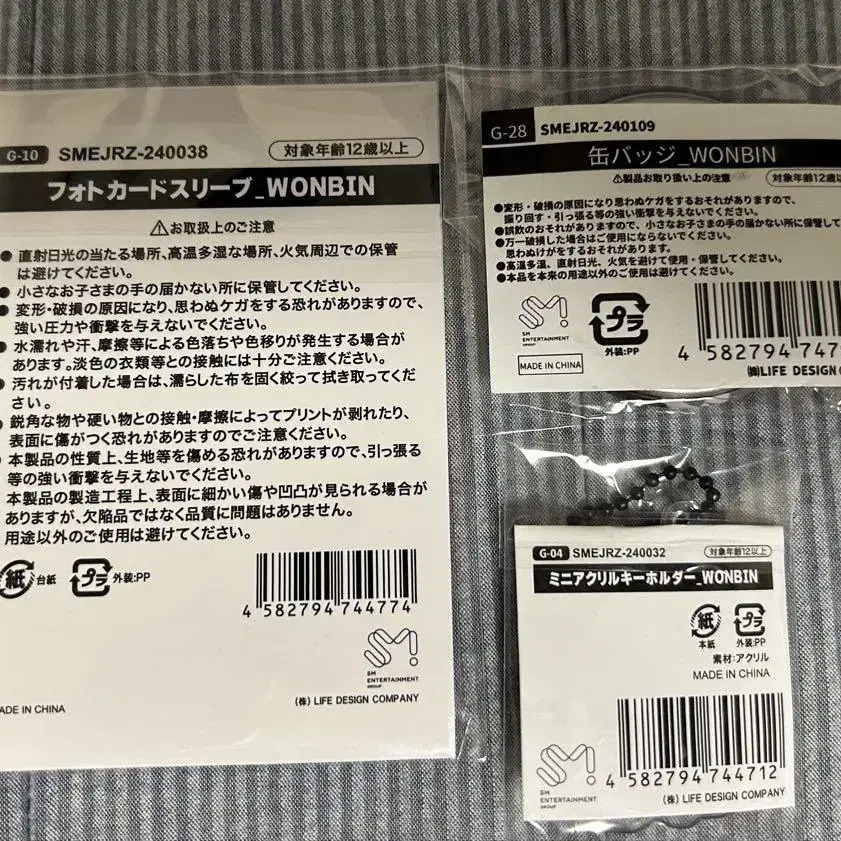 G-10 SMEJRZ-240038 対象年齢12歳以上
フォトカードスリーブ_WONBIN
⚠お取扱上のご注意
● 直射日光の当たる場所、高温多湿な場所、火気周辺での保管
は避けてください。
● 小さなお子さまの手の届かない所に保管してください。
● 変形・破損の原因になり、思わぬケガをする恐れがありますので、
強い圧力や衝撃を与えないでください。
● 水濡れや汗、摩擦等による色落ちや色移りが発生する場合が
あります。淡色の衣類等との接触には十分ご注意ください。
● 汚れが付着した場合は、濡らした布を固く絞って拭き取ってくだ
さい。
● 鋭角な物や硬い物との接触・摩擦によってプリントが剥れたり、
表面に傷がつく恐れがありますのでご注意ください。
本製品の性質上、生地等を傷める恐れがありますので、引っ張る
等の強い衝撃を与えないでください。
本製品の製造工程上、表面に細かい傷や凹凸が見られる場合が
ありますが、欠陥品ではなく品質に問題はありません。
用途以外のご使用は避けてください。
紙 台紙 プラ 外装:PP
4 582794 744774
SM!
SM
ENTERTAINMENT
GROUP
ADE IN CHINA
(株) LIFE DESIGN COMPANY
G-28 SMEJRZ-240109
缶バッジ_WONBIN
⚠製品お取り扱い上の注意 対象年齢12歳以
●変形・破損の原因になり思わぬケガをするおそれがありますので、
振り回す・引っ張る等の強い衝撃を与えないでください。
●誤飲のおそれがありますので、小さなお子さまの手の届かない所に保管して
●万一破損した場合はご使用にならないでください。
思わぬけがをするおそれがあります。
●高温多湿、直射日光、火気を避けて使用・保管してください。
●本品を本来の用途以外のご使用は避けてください。
SM!
SM
ENTERTAINMENT
GROUP
プラ
外装:PP
MADE IN CHINA
4 582794 747
(株)LIFE DESIGN
G-04 SMEJRZ-240032 対象年齢12歳以上
ミニアクリルキーホルダー_WONBIN
紙 プラ
本紙 外装:PP
素材:アクリル
MADE IN CHINA
SM!
SM
ENTERTAINMENT
GROUP
4 582794 744712
(株) LIFE DESIGN COMPANY